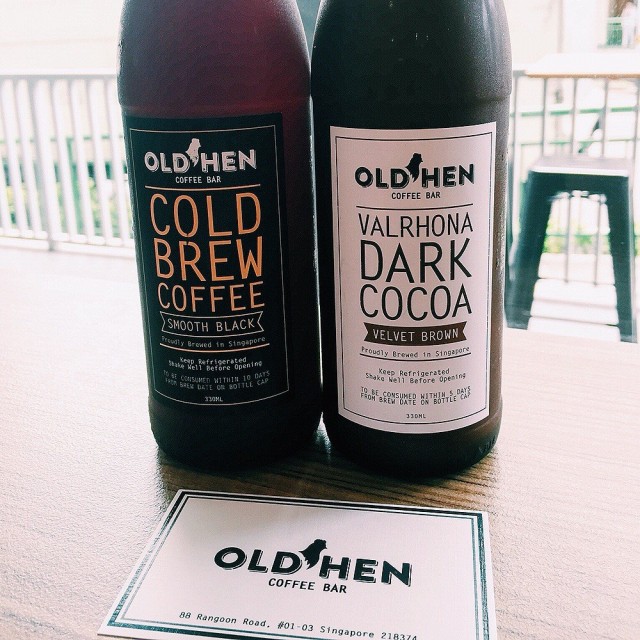 OLD HEN
COFFEE BAR
COLD
BREW
COFFEE
SMOOTH BLACK
Proudly Brewed in Singapore
Keep Refrigerated
Shake Well Before Opening
TO BE CONSUMED WITHIN 10 DAYS
FROM BREW DATE ON BOTTLE CAP
330ML
OLD HEN
COFFEE BAR
VALRHONA
DARK
COCOA
VELVET BROWN
Proudly Brewed in Singapore
Keep Refrigerated
Shake Well Before Opening
TO BE CONSUMED WITHIN 5 DAYS
FROM BREW DATE ON BOTTLE CAP
330ML
OLD HEN
COFFEE BAR
88 Rangoon Road, #01-03 Singapore 218374